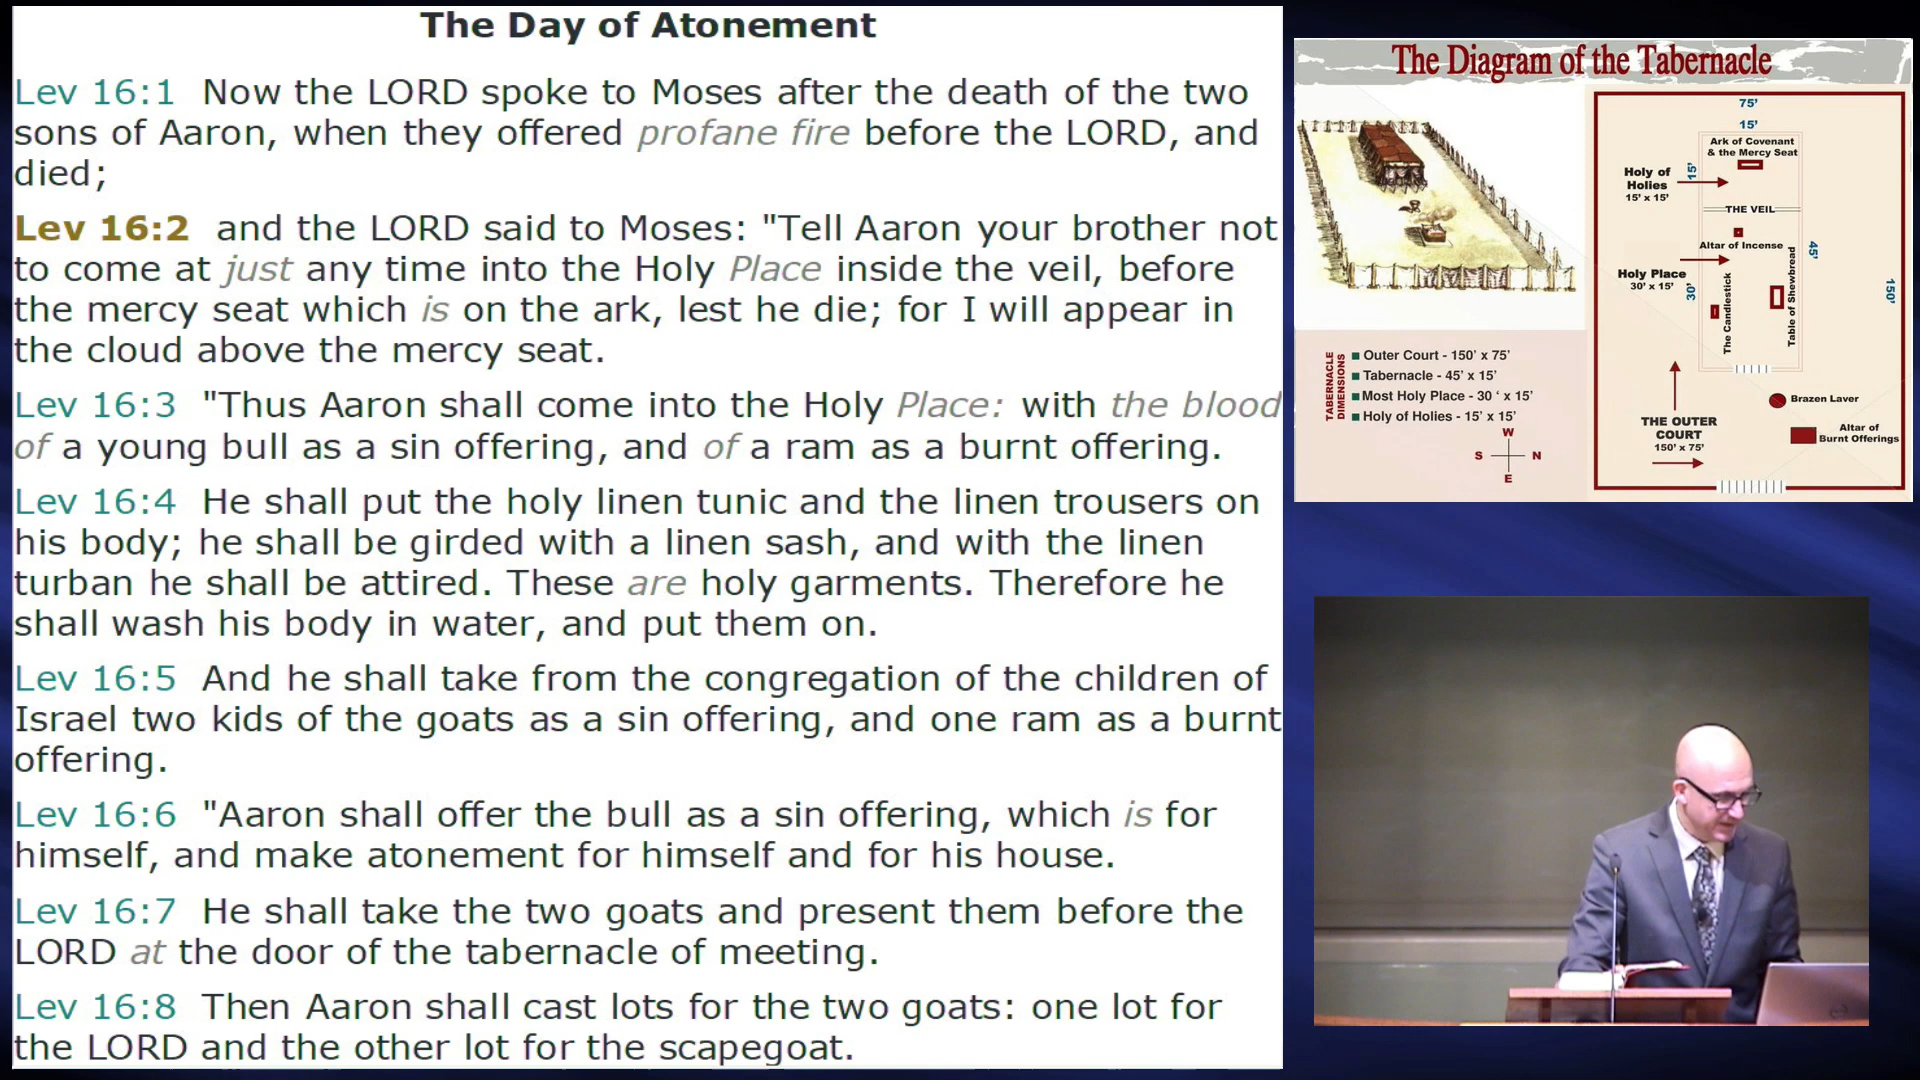 The Day of Atonement
Lev 16:1 Now the LORD spoke to Moses after the death of the two
sons of Aaron, when they offered profane fire before the LORD, and
died;
Lev 16:2 and the LORD said to Moses: "Tell Aaron your brother not
to come at just any time into the Holy Place inside the veil, before
the mercy seat which is on the ark, lest he die; for I will appear in
the cloud above the mercy seat.
Lev 16:3 "Thus Aaron shall come into the Holy Place: with the blood
of a young bull as a sin offering, and of a ram as a burnt offering.
Lev 16:4 He shall put the holy linen tunic and the linen trousers on
his body; he shall be girded with a linen sash, and with the linen
turban he shall be attired. These are holy garments. Therefore he
shall wash his body in water, and put them on.
Lev 16:5 And he shall take from the congregation of the children of
Israel two kids of the goats as a sin offering, and one ram as a burnt
offering.
Lev 16:6 "Aaron shall offer the bull as a sin offering, which is for
himself, and make atonement for himself and for his house.
Lev 16:7 He shall take the two goats and present them before the
LORD at the door of the tabernacle of meeting.
Lev 16:8 Then Aaron shall cast lots for the two goats: one lot for
the LORD and the other lot for the scapegoat.
The Diagram of the Tabernacle
75'
15'
Ark of Covenant
& the Mercy Seat
15'
Holy of
Holies
15' x 15'
THE VEIL
Altar of Incense
45'
Holy Place
30' x 15'
30'
The Candlestick
Table of Shewbread
150'
Brazen Laver
THE OUTER
COURT
150' x 75'
Altar of
Burnt Offerings
TABERNACLE
DIMENSIONS
Outer Court - 150' x 75'
Tabernacle - 45' x 15'
Most Holy Place - 30 ' x 15'
Holy of Holies - 15' x 15'
W
S N
E